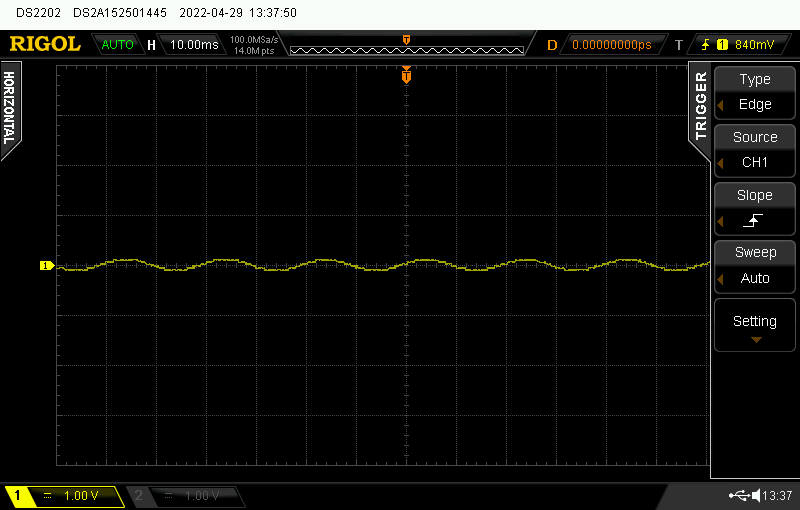 DS2202 DS2A152501445 2022-04-29 13:37:50
RIGOL AUTO H 10.00ms 100.0MSa/s 14.0M pts T D 0.00000000ps T 1 840mV
HORIZONTAL
T
TRIGGER
Type
Edge
Source
CH1
Slope
Sweep
Auto
Setting
1
1 1.00 V 2 1.00 V 13:37